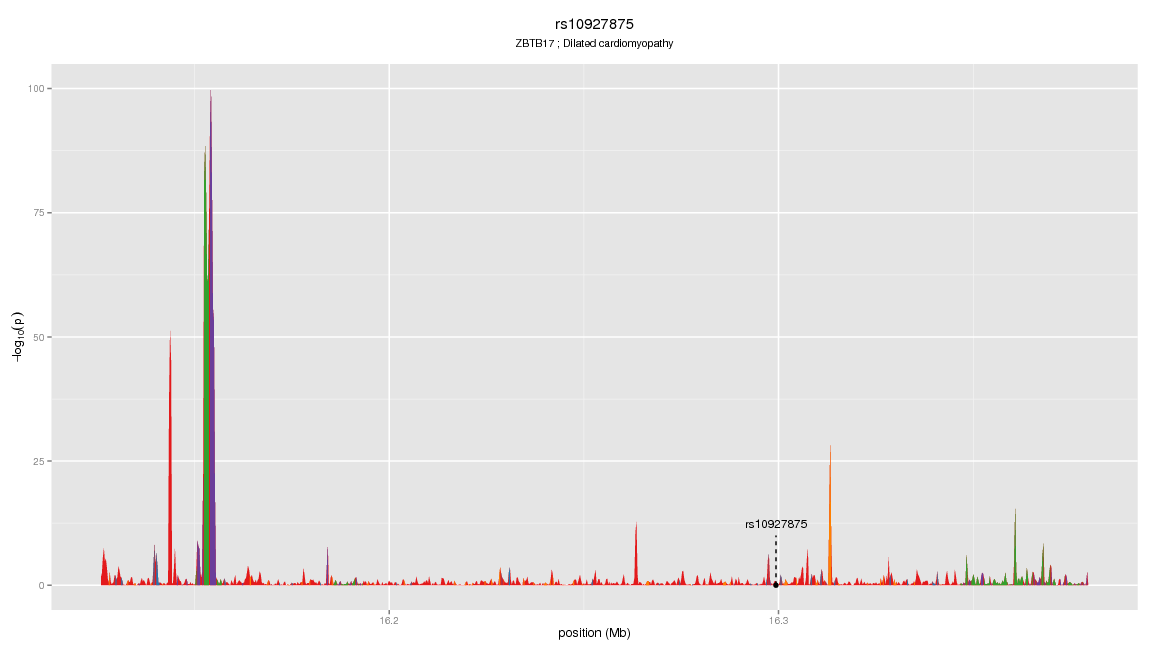 rs10927875
ZBTB17 ; Dilated cardiomyopathy
100
75
50
25
0
−log10(p)
rs10927875
16.2
16.3
position (Mb)